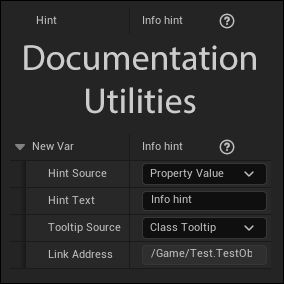 Hint Info hint ?
Documentation
Utilities
New Var Info hint ?
Hint Source Property Value
Hint Text Info hint
Tooltip Source Class Tooltip
Link Address /Game/Test.TestOb